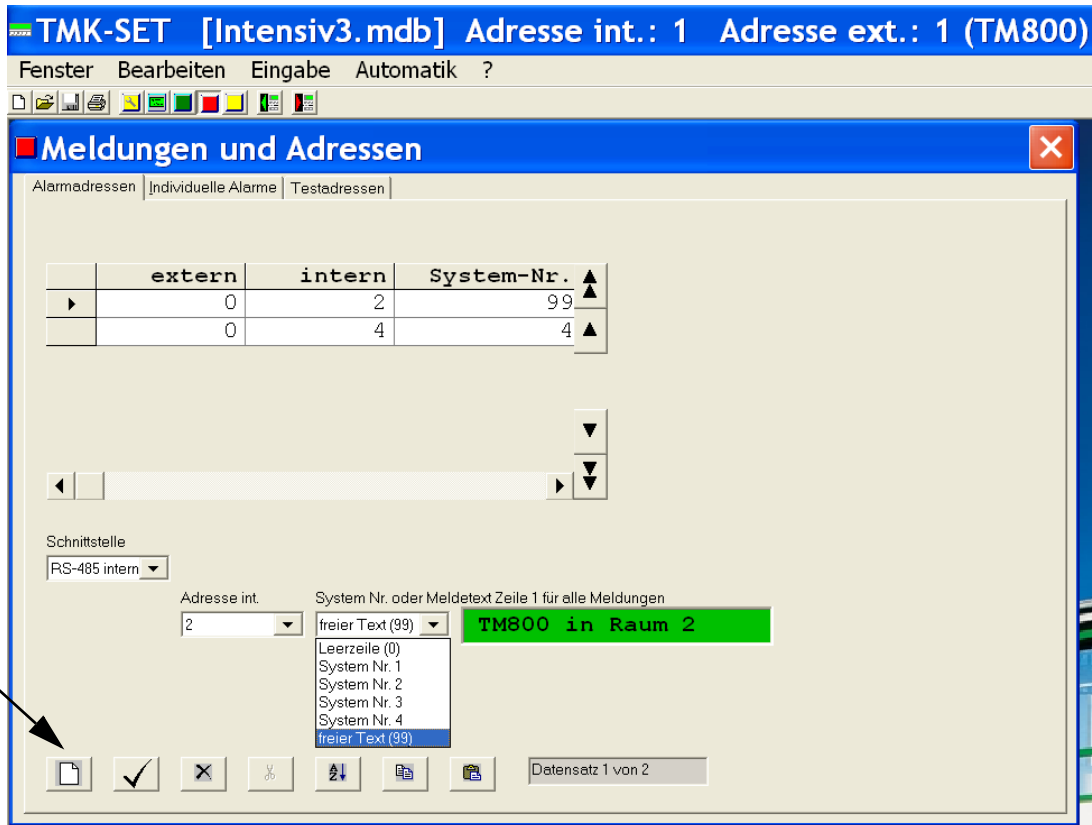 TMK-SET [Intensiv3.mdb] Adresse int.: 1 Adresse ext.: 1 (TM800)
Fenster Bearbeiten Eingabe Automatik ?
Meldungen und Adressen
Alarmadressen Individuelle Alarme Testadressen
extern intern System-Nr.
0 2 99
0 4 4
Schnittstelle
RS-485 intern
Adresse int. System Nr. oder Meldetext Zeile 1 für alle Meldungen
2 freier Text (99) TM800 in Raum 2
Leerzeile (0)
System Nr. 1
System Nr. 2
System Nr. 3
System Nr. 4
freier Text (99)
Datensatz 1 von 2